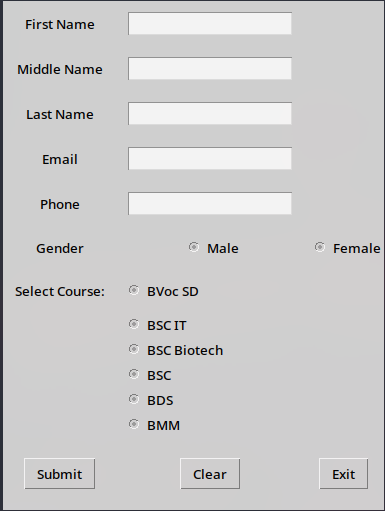 First Name
Middle Name
Last Name
Email
Phone
Gender Male Female
Select Course: BVoc SD
BSC IT
BSC Biotech
BSC
BDS
BMM
Submit Clear Exit